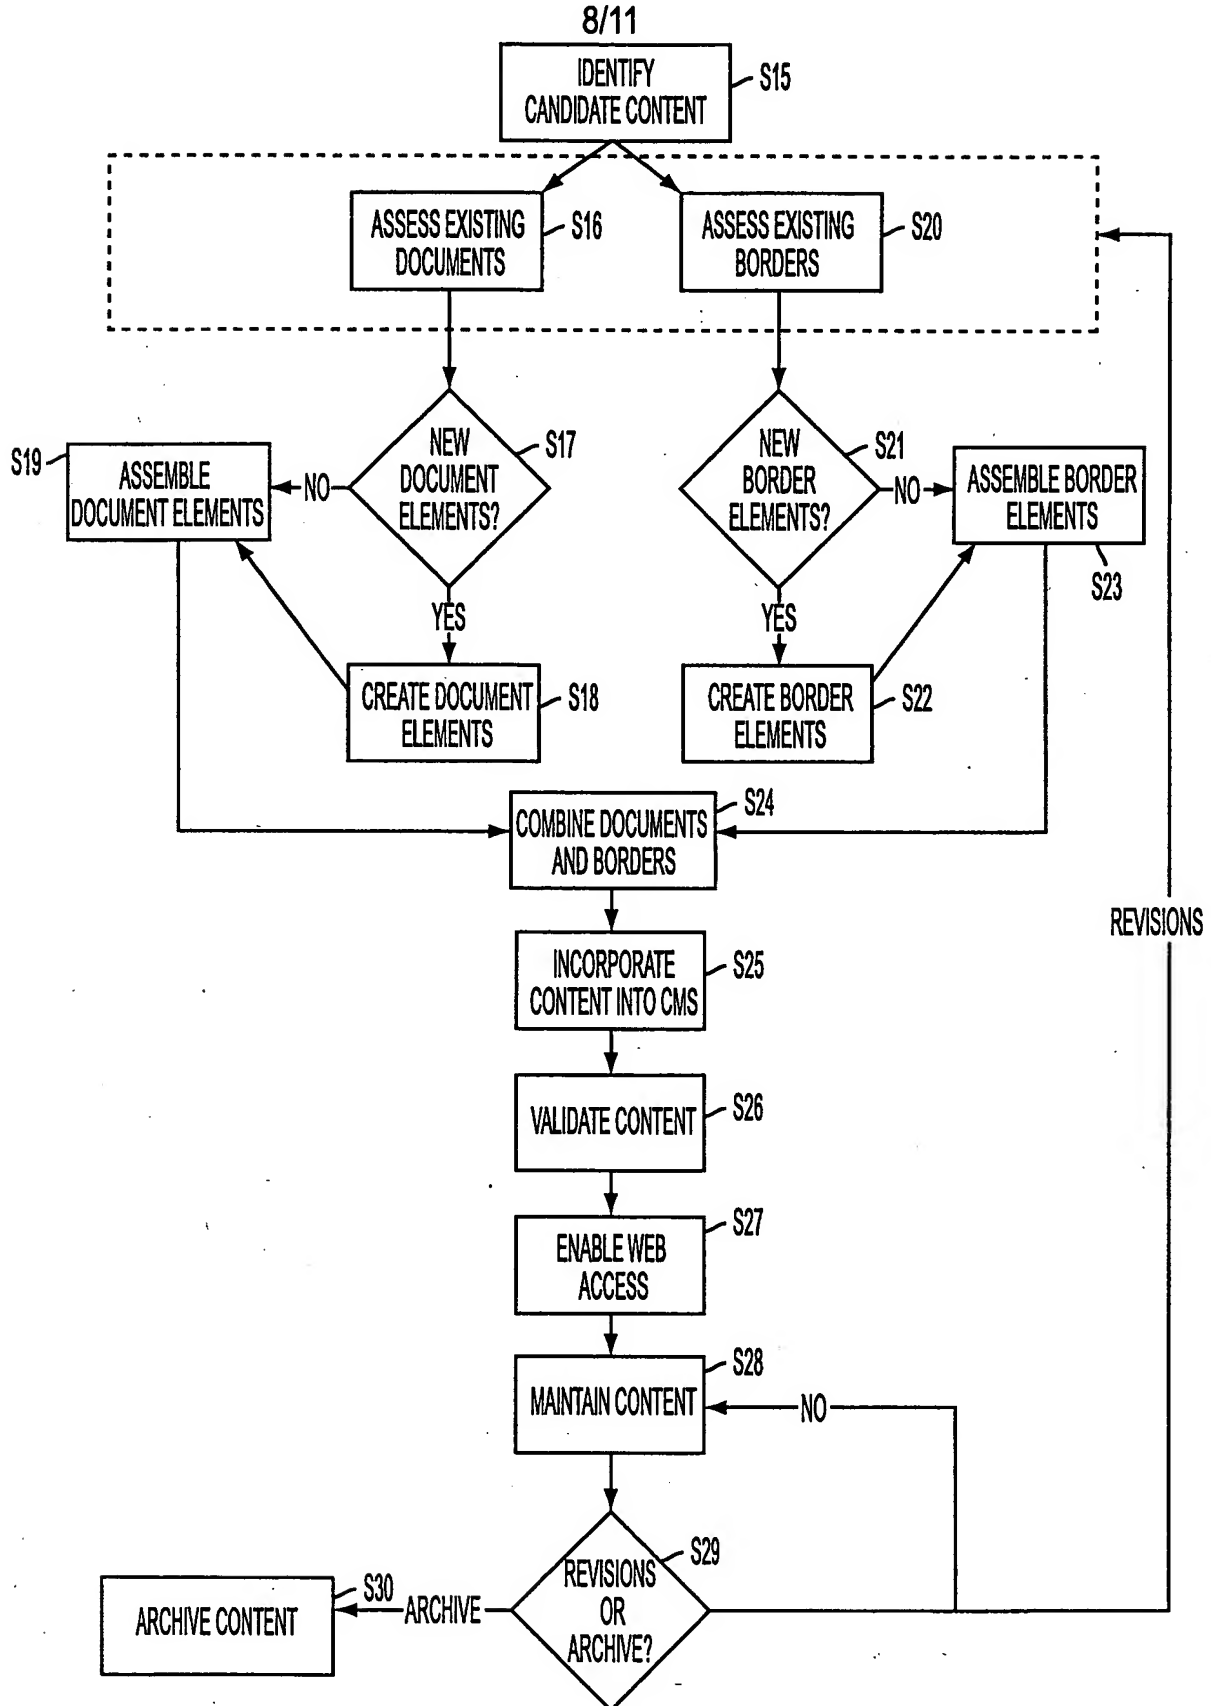 8/11
IDENTIFY
CANDIDATE CONTENT
S15
ASSESS EXISTING
DOCUMENTS
S16
ASSESS EXISTING
BORDERS
S20
NEW
DOCUMENT
ELEMENTS?
S17
NO
S19
ASSEMBLE
DOCUMENT ELEMENTS
YES
CREATE DOCUMENT
ELEMENTS
S18
NEW
BORDER
ELEMENTS?
S21
NO
ASSEMBLE BORDER
ELEMENTS
S23
YES
CREATE BORDER
ELEMENTS
S22
COMBINE DOCUMENTS
AND BORDERS
S24
REVISIONS
INCORPORATE
CONTENT INTO CMS
S25
VALIDATE CONTENT
S26
ENABLE WEB
ACCESS
S27
MAINTAIN CONTENT
S28
NO
REVISIONS
OR
ARCHIVE?
S29
ARCHIVE
ARCHIVE CONTENT
S30